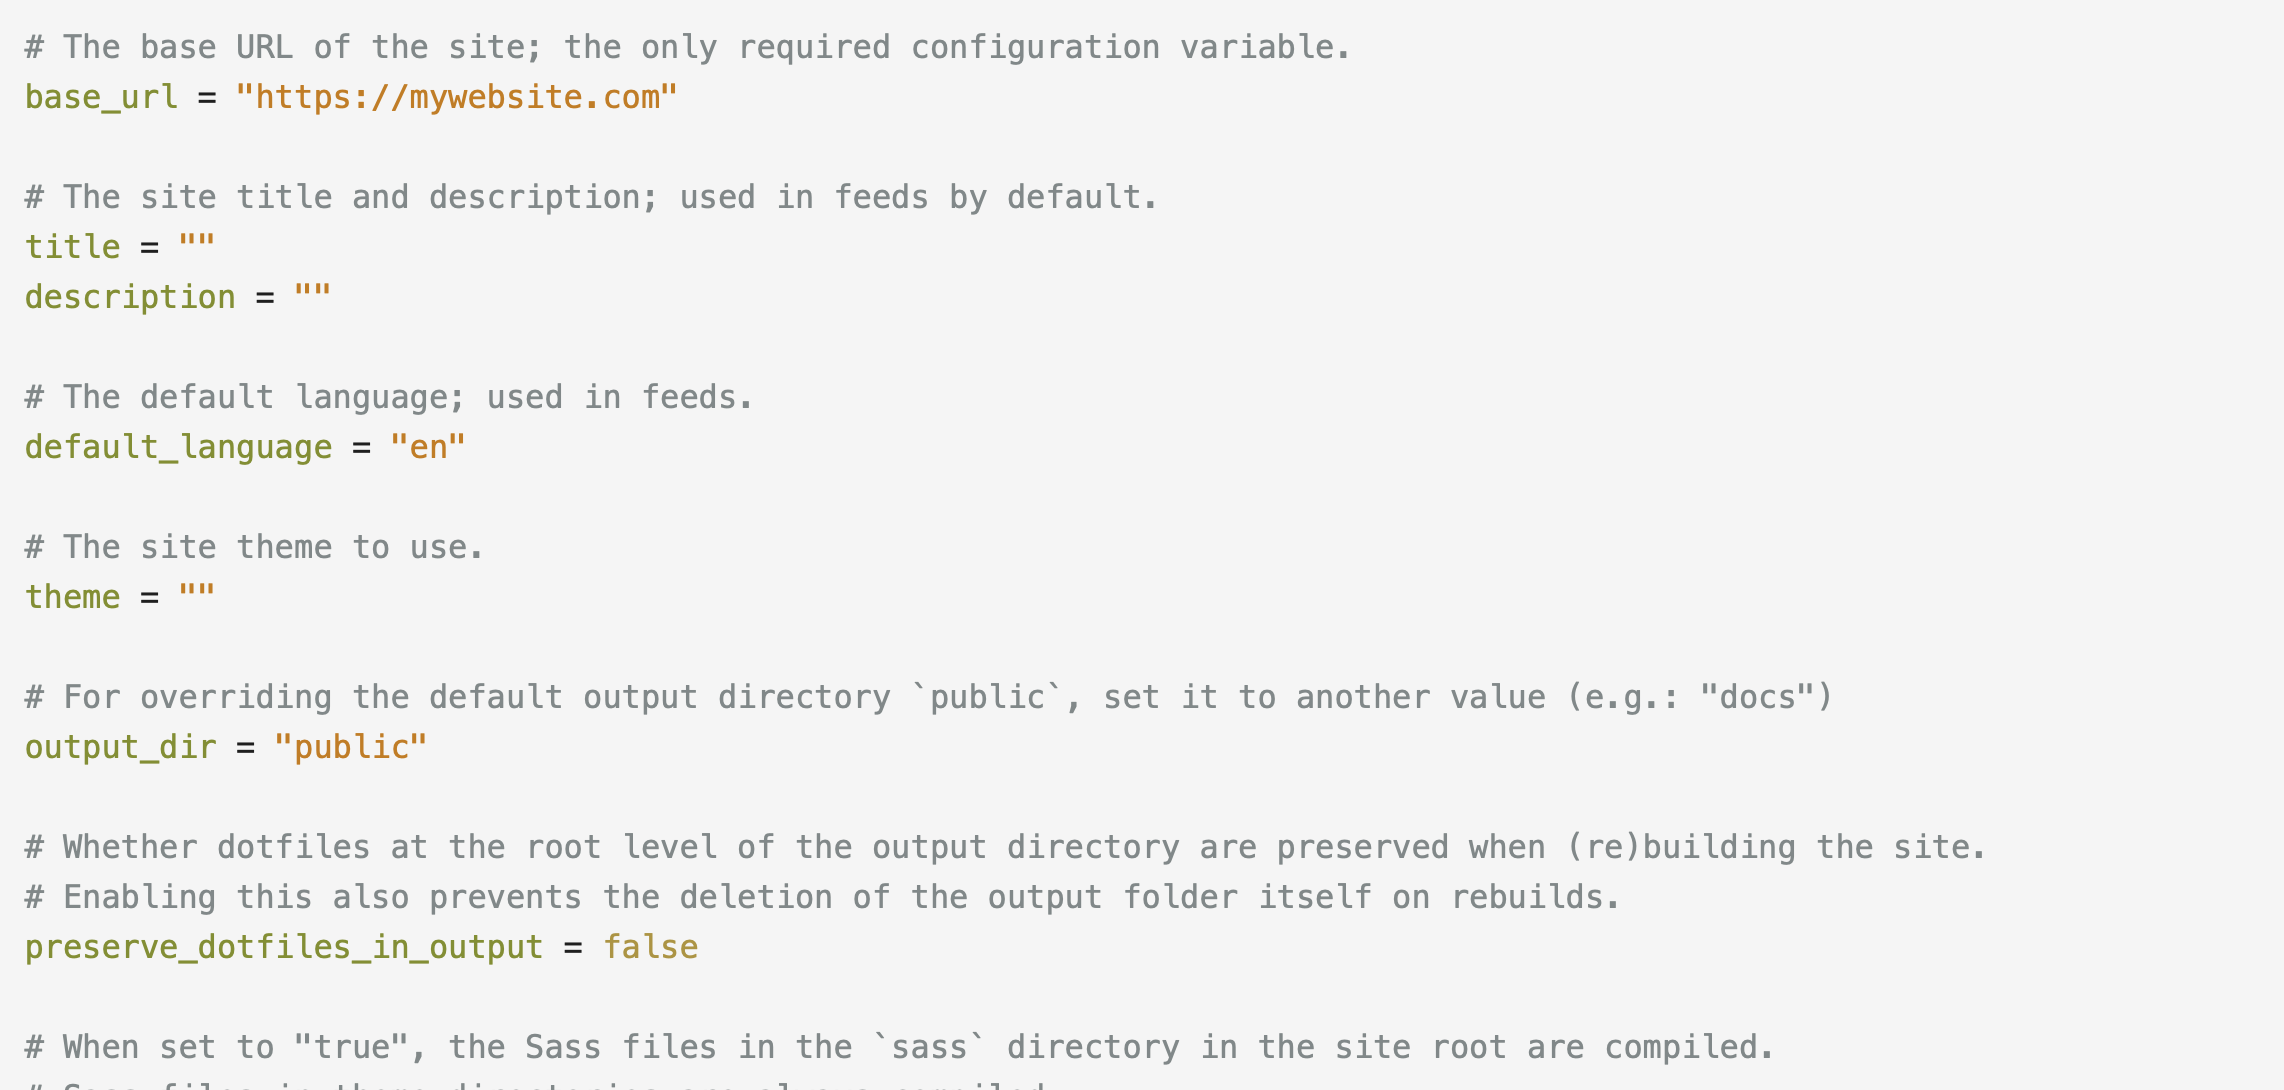 # The base URL of the site; the only required configuration variable.
base_url = "https://mywebsite.com"
# The site title and description; used in feeds by default.
title = ""
description = ""
# The default language; used in feeds.
default_language = "en"
# The site theme to use.
theme = ""
# For overriding the default output directory `public`, set it to another value (e.g.: "docs")
output_dir = "public"
# Whether dotfiles at the root level of the output directory are preserved when (re)building the site.
# Enabling this also prevents the deletion of the output folder itself on rebuilds.
preserve_dotfiles_in_output = false
# When set to "true", the Sass files in the `sass` directory in the site root are compiled.